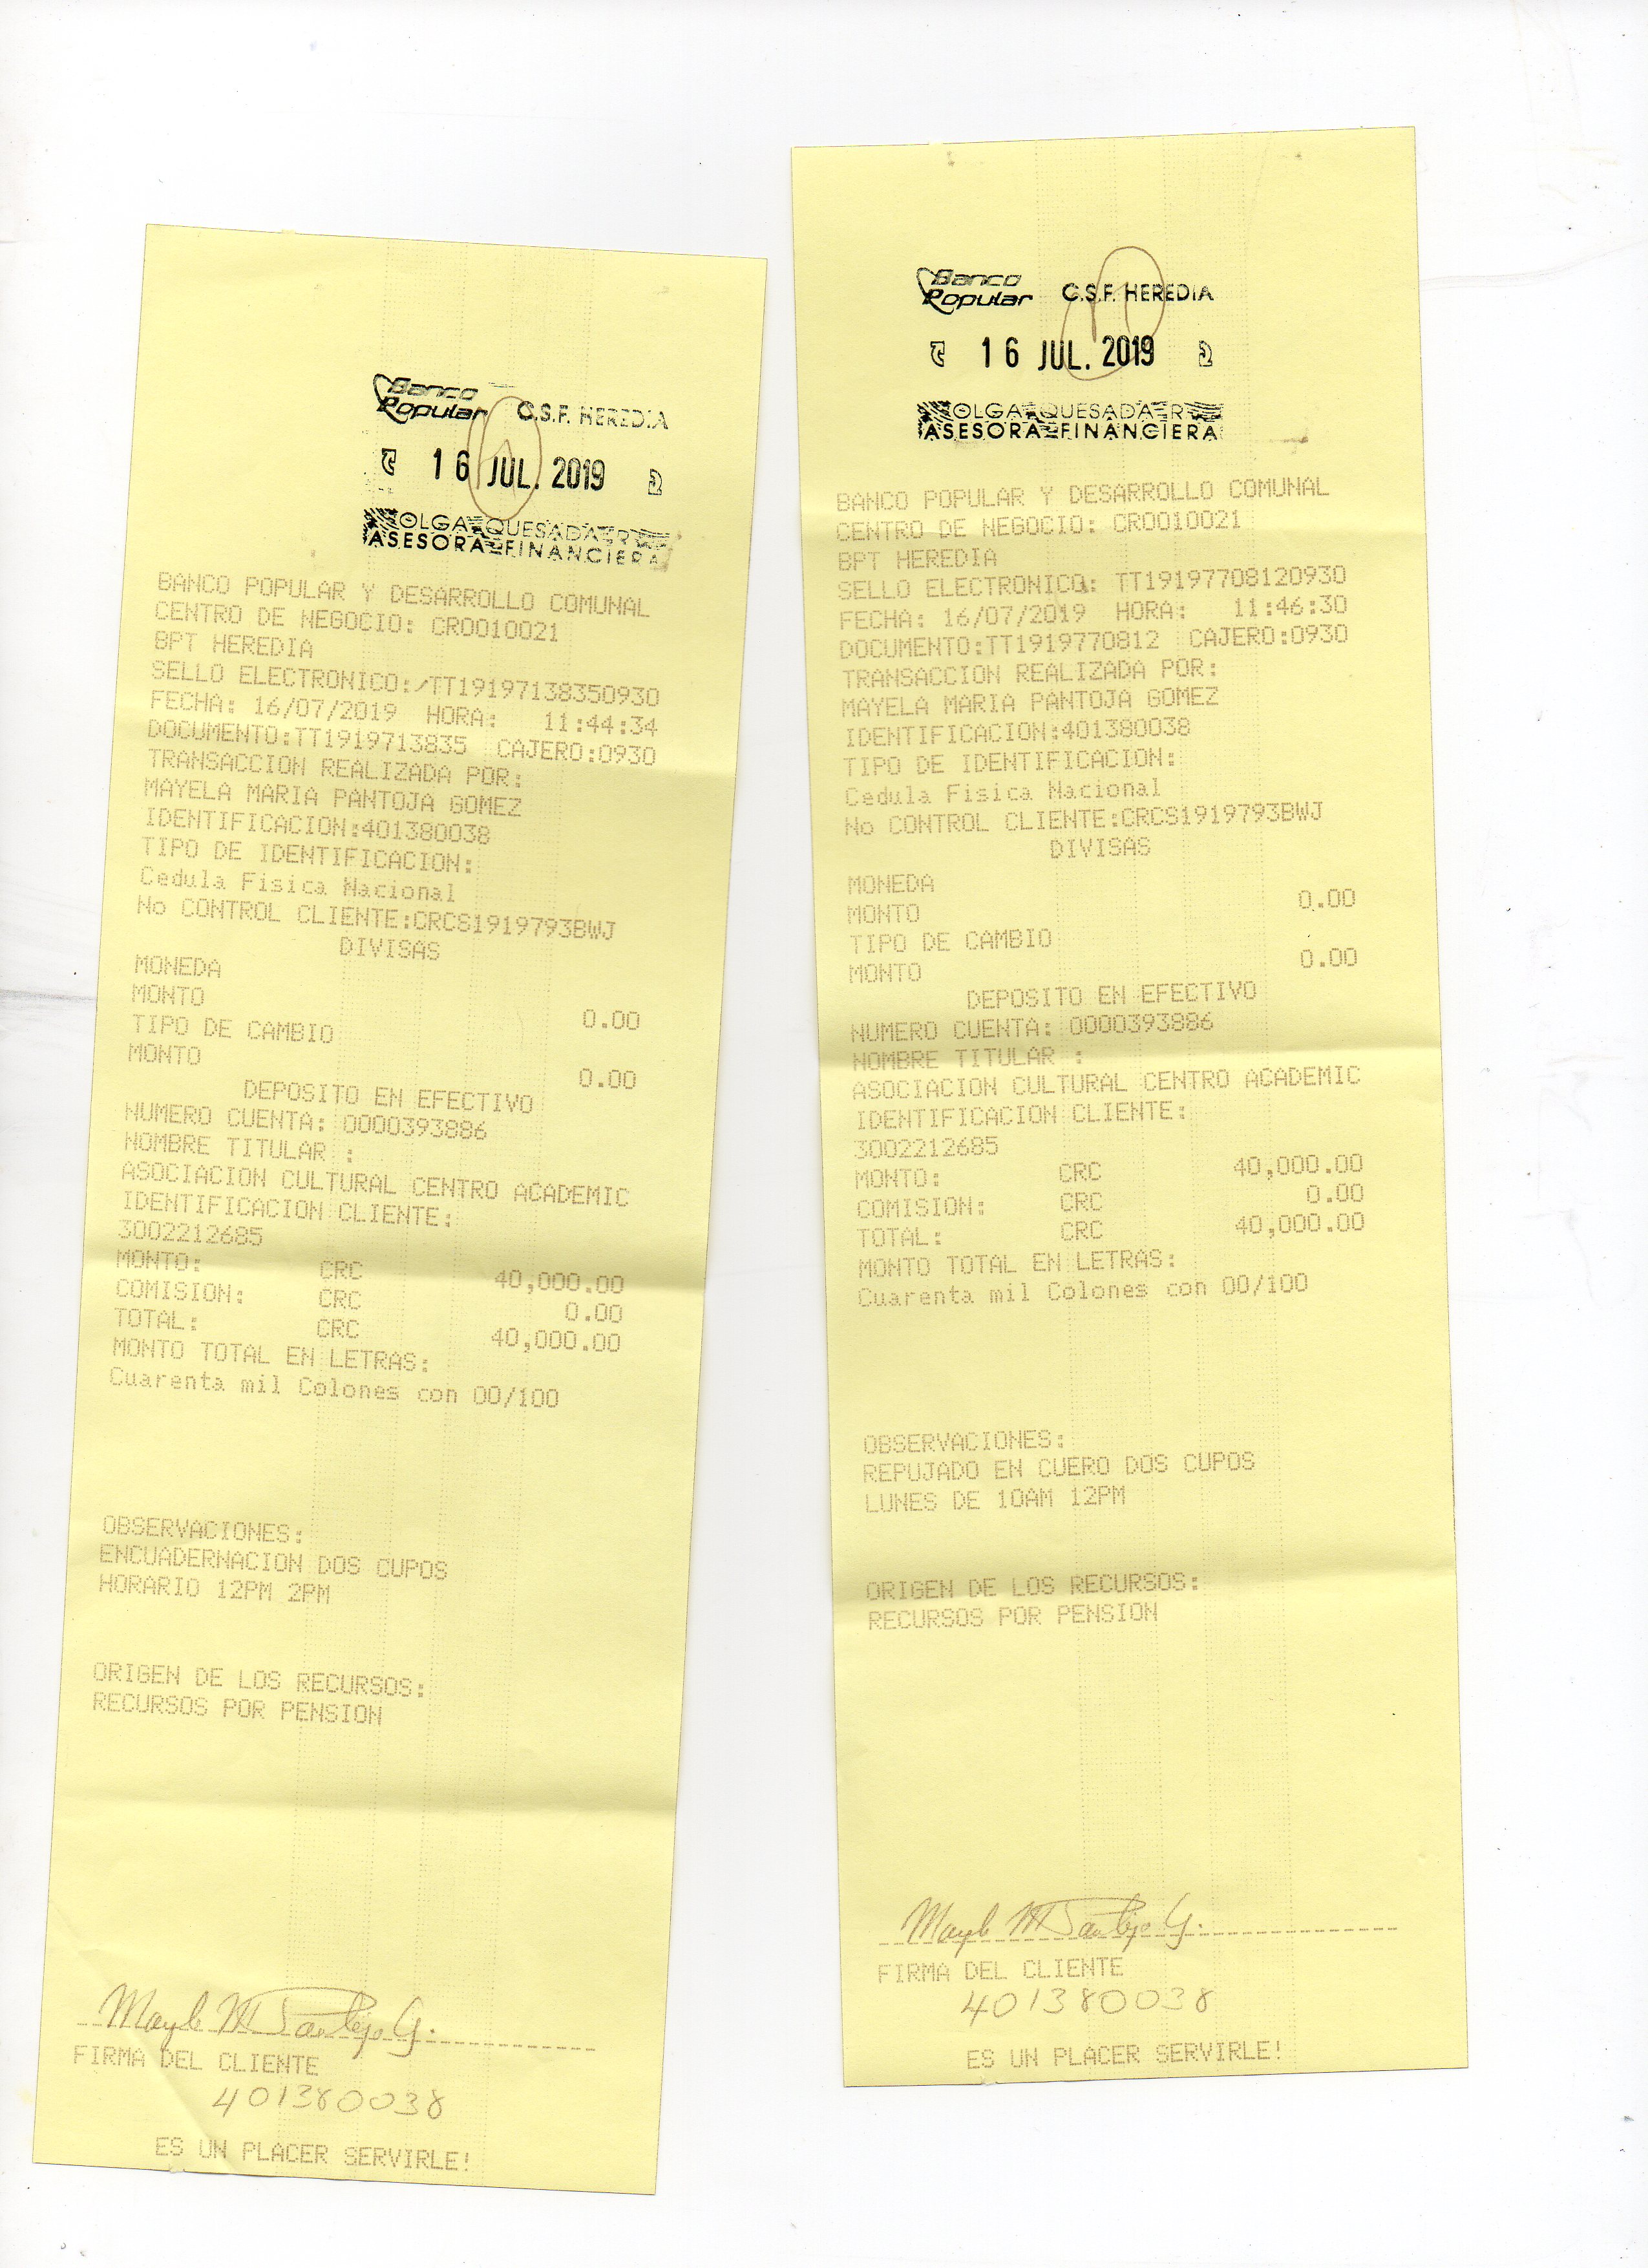 Banco
Popular C.S.F. HEREDIA
16 JUL. 2019 2
OLGA QUESADA R
ASESORA FINANCIERA
BANCO POPULAR Y DESARROLLO COMUNAL
CENTRO DE NEGOCIO: CR0010021
BPT HEREDIA
SELLO ELECTRONICO: TT19197138350930
FECHA: 16/07/2019 HORA: 11:44:34
DOCUMENTO:TT1919713835 CAJERO:0930
TRANSACCION REALIZADA POR:
MAYELA MARIA PANTOJA GOMEZ
IDENTIFICACION:401380038
TIPO DE IDENTIFICACION:
Cedula Fisica Nacional
No CONTROL CLIENTE:CRCS1919793BWJ
DIVISAS
MONEDA
MONTO 0.00
TIPO DE CAMBIO
MONTO 0.00
DEPOSITO EN EFECTIVO
NUMERO CUENTA: 0000393886
NOMBRE TITULAR :
ASOCIACION CULTURAL CENTRO ACADEMIC
IDENTIFICACION CLIENTE:
3002212685
MONTO: CRC 40,000.00
COMISION: CRC 0.00
TOTAL: CRC 40,000.00
MONTO TOTAL EN LETRAS:
Cuarenta mil Colones con 00/100
OBSERVACIONES:
ENCUADERNACION DOS CUPOS
HORARIO 12PM 2PM
ORIGEN DE LOS RECURSOS:
RECURSOS POR PENSION
FIRMA DEL CLIENTE
401380038
ES UN PLACER SERVIRLE!
Banco
Popular C.S.F. HEREDIA
16 JUL. 2019 2
OLGA QUESADA R
ASESORA FINANCIERA
BANCO POPULAR Y DESARROLLO COMUNAL
CENTRO DE NEGOCIO: CR0010021
BPT HEREDIA
SELLO ELECTRONICO: TT19197708120930
FECHA: 16/07/2019 HORA: 11:46:30
DOCUMENTO:TT1919770812 CAJERO:0930
TRANSACCION REALIZADA POR:
MAYELA MARIA PANTOJA GOMEZ
IDENTIFICACION:401380038
TIPO DE IDENTIFICACION:
Cedula Fisica Nacional
No CONTROL CLIENTE:CRCS1919793BWJ
DIVISAS
MONEDA
MONTO 0.00
TIPO DE CAMBIO
MONTO 0.00
DEPOSITO EN EFECTIVO
NUMERO CUENTA: 0000393886
NOMBRE TITULAR :
ASOCIACION CULTURAL CENTRO ACADEMIC
IDENTIFICACION CLIENTE:
3002212685
MONTO: CRC 40,000.00
COMISION: CRC 0.00
TOTAL: CRC 40,000.00
MONTO TOTAL EN LETRAS:
Cuarenta mil Colones con 00/100
OBSERVACIONES:
REPUJADO EN CUERO DOS CUPOS
LUNES DE 10AM 12PM
ORIGEN DE LOS RECURSOS:
RECURSOS POR PENSION
FIRMA DEL CLIENTE
401380038
ES UN PLACER SERVIRLE!